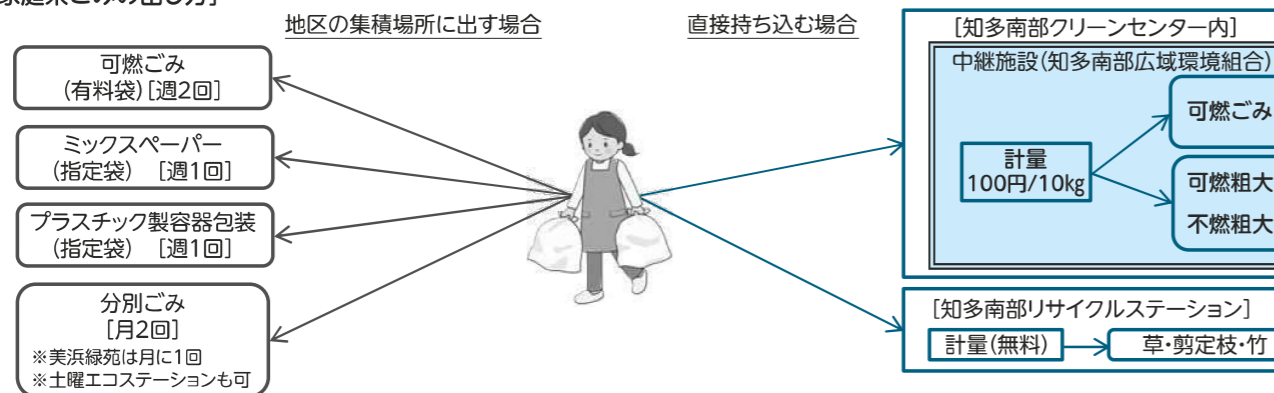 家庭系ごみの出し方]
地区の集積場所に出す場合
可燃ごみ
(有料袋)[週2回]
ミックスペーパー
(指定袋) [週1回]
プラスチック製容器包装
(指定袋) [週1回]
分別ごみ
[月2回]
※美浜緑苑は月に1回
※土曜エコステーションも可
直接持ち込む場合
[知多南部クリーンセンター内]
中継施設(知多南部広域環境組合)
計量
100円/10kg
可燃ごみ
可燃粗大
不燃粗大
[知多南部リサイクルステーション]
計量(無料)
草・剪定枝・竹